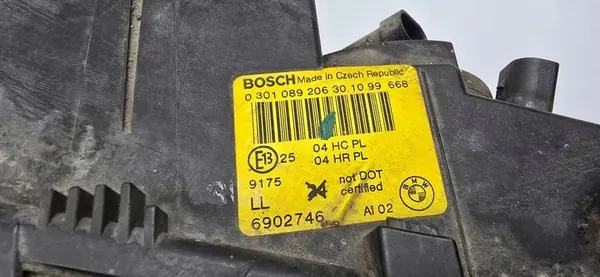 BOSCH Made in Czech Republic
0 301 089 206 30.10 99 668
04 HC PL
E13 25 04 HR PL
9175 not DOT
LL certified
6902746 AI 02
BMW